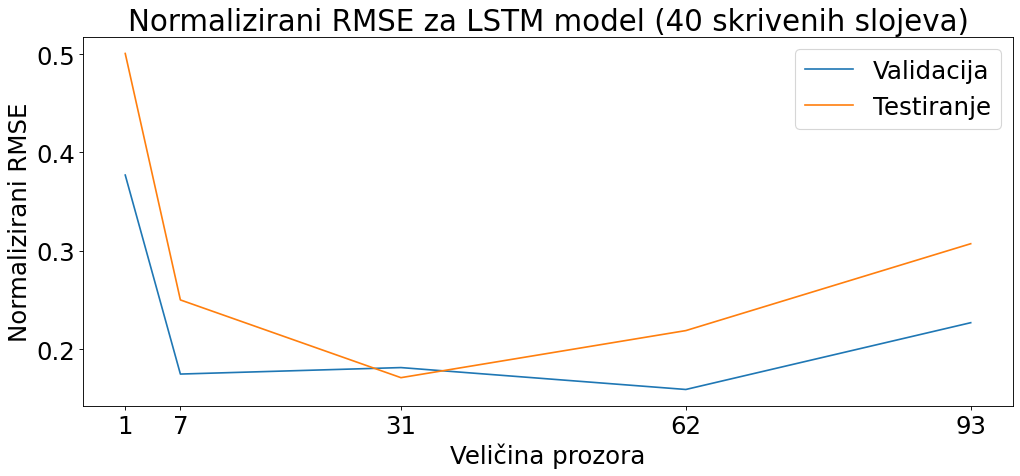 Normalizirani RMSE za LSTM model (40 skrivenih slojeva)
Validacija
Testiranje
Normalizirani RMSE
0.5
0.4
0.3
0.2
1 7 31 62 93
Veličina prozora